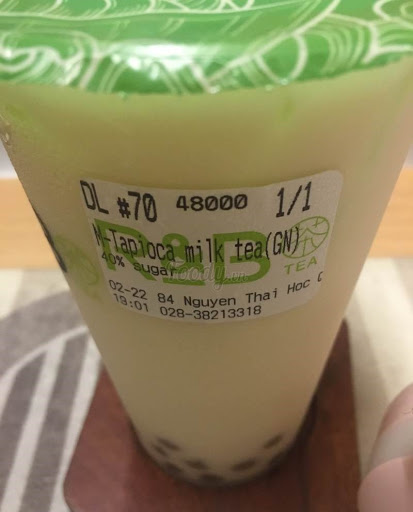 DL #70 48000 1/1
N-Tapioca milk tea(GN)
40% sugar
R&B
TEA
02-22 84 Nguyen Thai Hoc Q
19:01 028-38213318